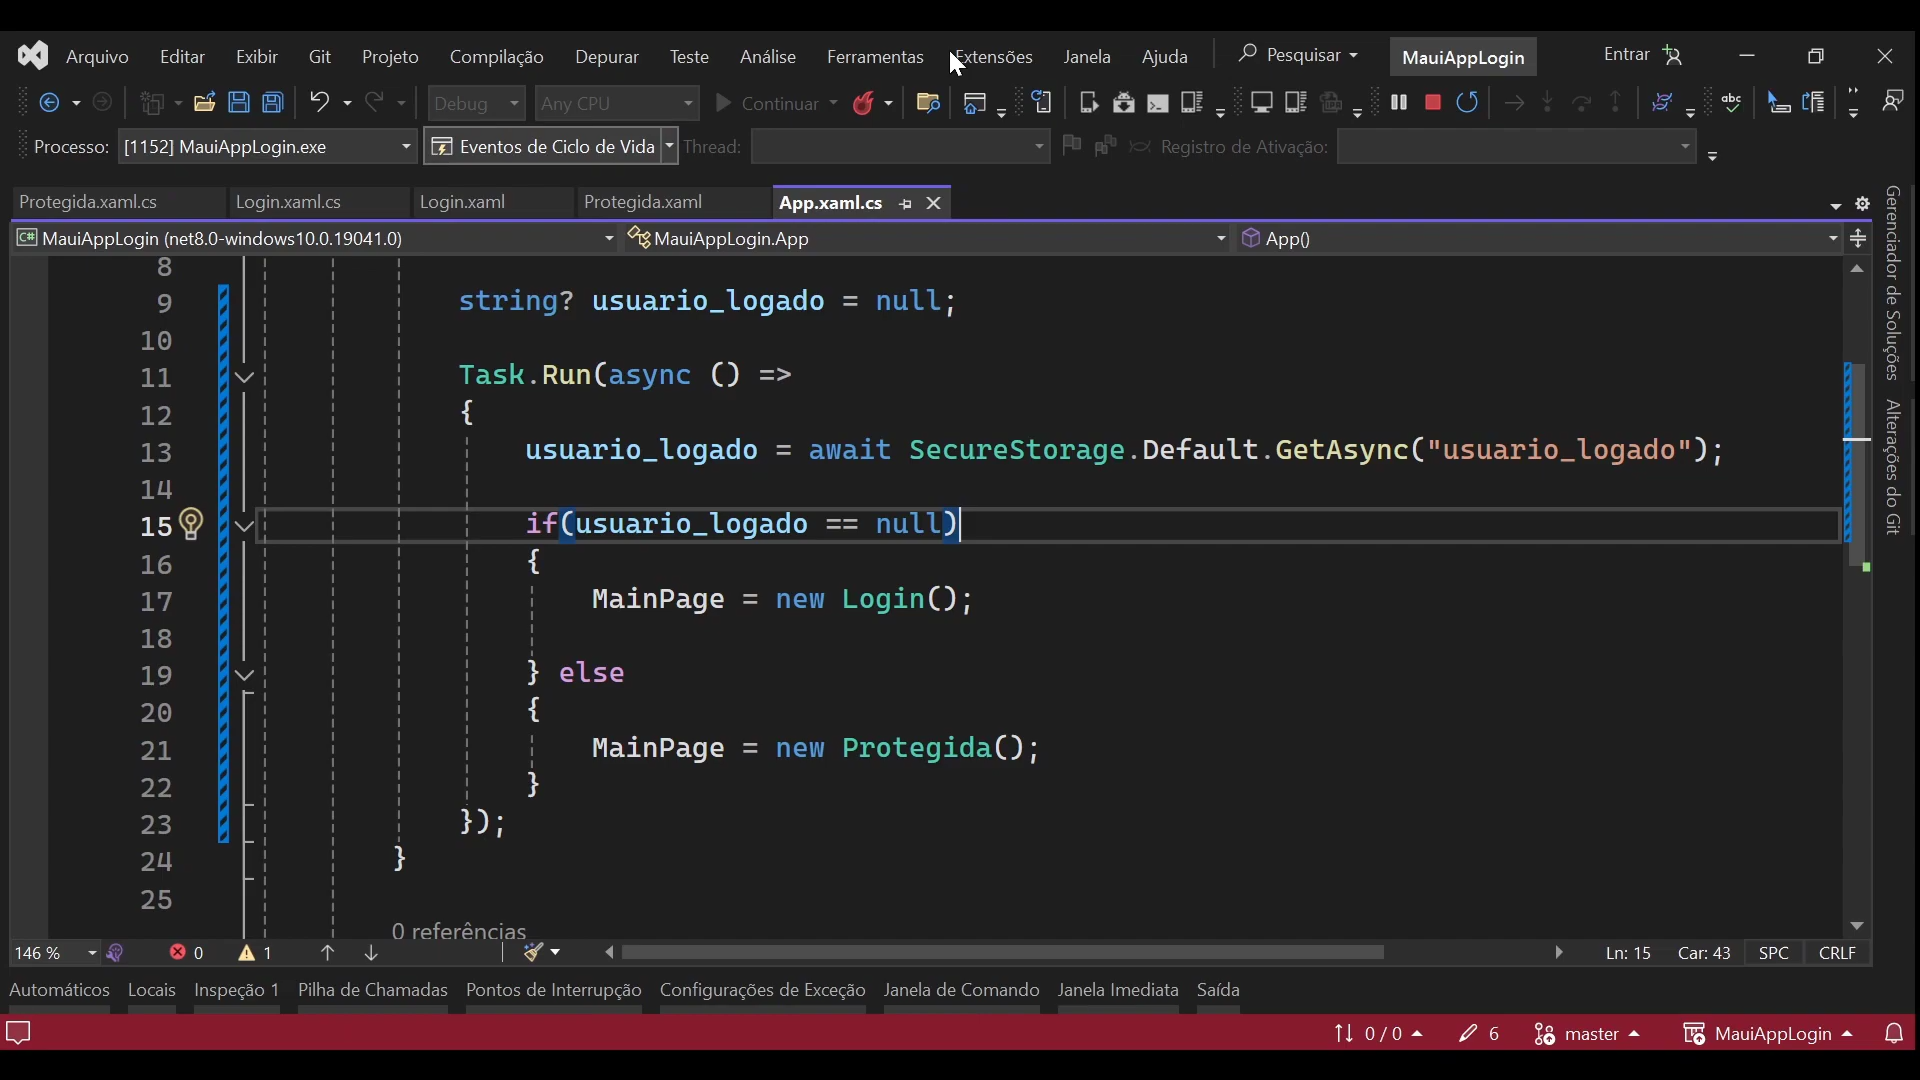 Arquivo Editar Exibir Git Projeto Compilação Depurar Teste Análise Ferramentas Extensões Janela Ajuda Pesquisar MauiAppLogin Entrar
Debug Any CPU Continuar abc
Processo: [1152] MauiAppLogin.exe Eventos de Ciclo de Vida Thread: Registro de Ativação:
Protegida.xaml.cs Login.xaml.cs Login.xaml Protegida.xaml App.xaml.cs
C# MauiAppLogin (net8.0-windows10.0.19041.0) MauiAppLogin.App App()
8
9 string? usuario_logado = null;
10
11 Task.Run(async () =>
12 {
13 usuario_logado = await SecureStorage.Default.GetAsync("usuario_logado");
14
15 if(usuario_logado == null)
16 {
17 MainPage = new Login();
18
19 } else
20 {
21 MainPage = new Protegida();
22 }
23 });
24 }
25
0 referências
Gerenciador de Soluções
Alterações do Git
146 % 0 1 Ln: 15 Car: 43 SPC CRLF
Automáticos Locais Inspeção 1 Pilha de Chamadas Pontos de Interrupção Configurações de Exceção Janela de Comando Janela Imediata Saída
0 / 0 6 master MauiAppLogin